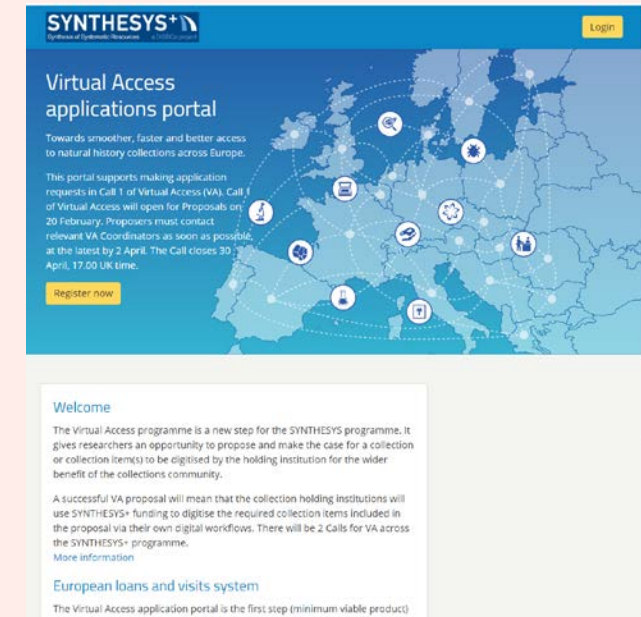 SYNTHESYS+
Synthesis of Systematic Resources a DiSSCo project
Login
Virtual Access
applications portal
Towards smoother, faster and better access
to natural history collections across Europe.
This portal supports making application
requests in Call 1 of Virtual Access (VA). Call 1
of Virtual Access will open for Proposals on
20 February. Proposers must contact
relevant VA Coordinators as soon as possible,
at the latest by 2 April. The Call closes 30
April, 17.00 UK time.
Register now
Welcome
The Virtual Access programme is a new step for the SYNTHESYS programme. It
gives researchers an opportunity to propose and make the case for a collection
or collection item(s) to be digitised by the holding institution for the wider
benefit of the collections community.
A successful VA proposal will mean that the collection holding institutions will
use SYNTHESYS+ funding to digitise the required collection items included in
the proposal via their own digital workflows. There will be 2 Calls for VA across
the SYNTHESYS+ programme.
More information
European loans and visits system
The Virtual Access application portal is the first step (minimum viable product)